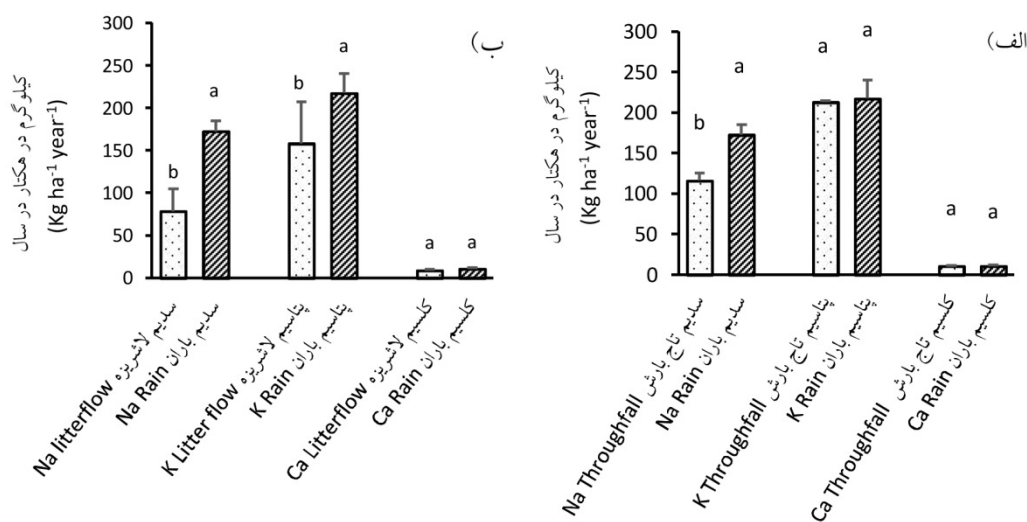 الف)
کیلوگرم در هکتار در سال
(Kg ha⁻¹ year⁻¹)
300
250
200
150
100
50
0
b
a
a
a
a
a
سدیم تاج بارش Na Throughfall
سدیم باران Na Rain
پتاسیم تاج بارش K Throughfall
پتاسیم باران K Rain
کلسیم تاج بارش Ca Throughfall
کلسیم باران Ca Rain
ب)
کیلوگرم در هکتار در سال
(Kg ha⁻¹ year⁻¹)
300
250
200
150
100
50
0
b
a
b
a
a
a
سدیم لاشریزه Na litterflow
سدیم باران Na Rain
پتاسیم لاشریزه K Litter flow
پتاسیم باران K Rain
کلسیم لاشریزه Ca Litterflow
کلسیم باران Ca Rain